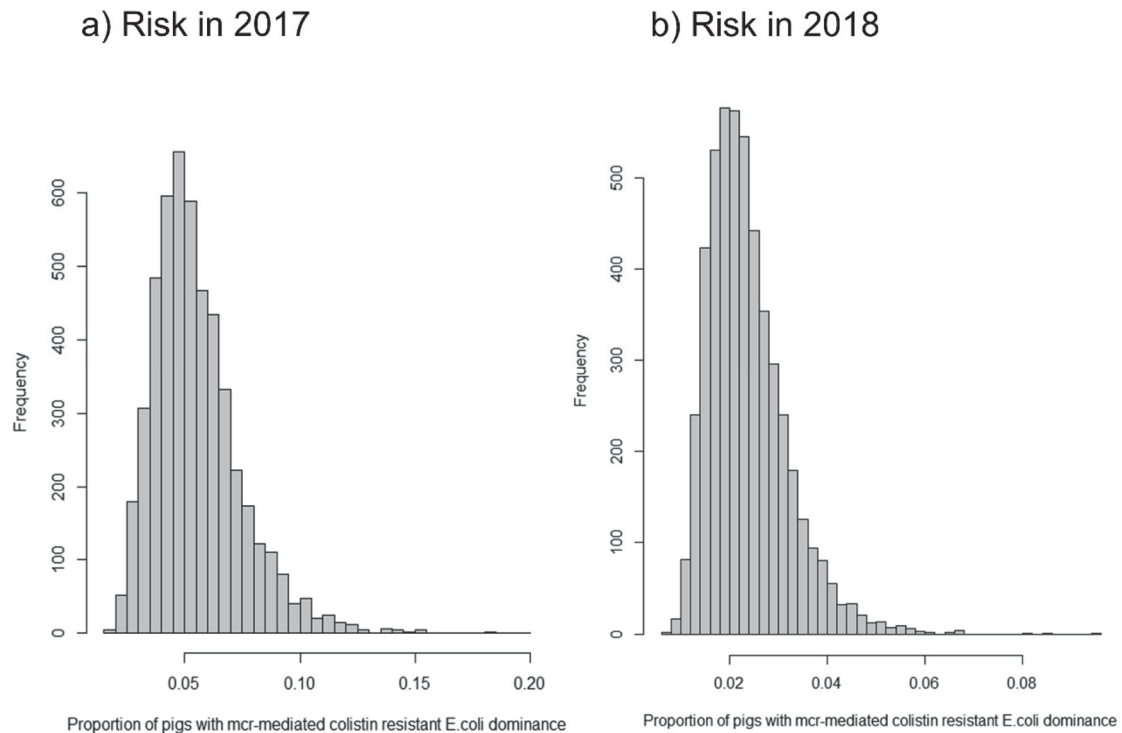 a) Risk in 2017
600
500
400
300
200
100
0
Frequency
0.05 0.10 0.15 0.20
Proportion of pigs with mcr-mediated colistin resistant E.coli dominance
b) Risk in 2018
500
400
300
200
100
0
Frequency
0.02 0.04 0.06 0.08
Proportion of pigs with mcr-mediated colistin resistant E.coli dominance